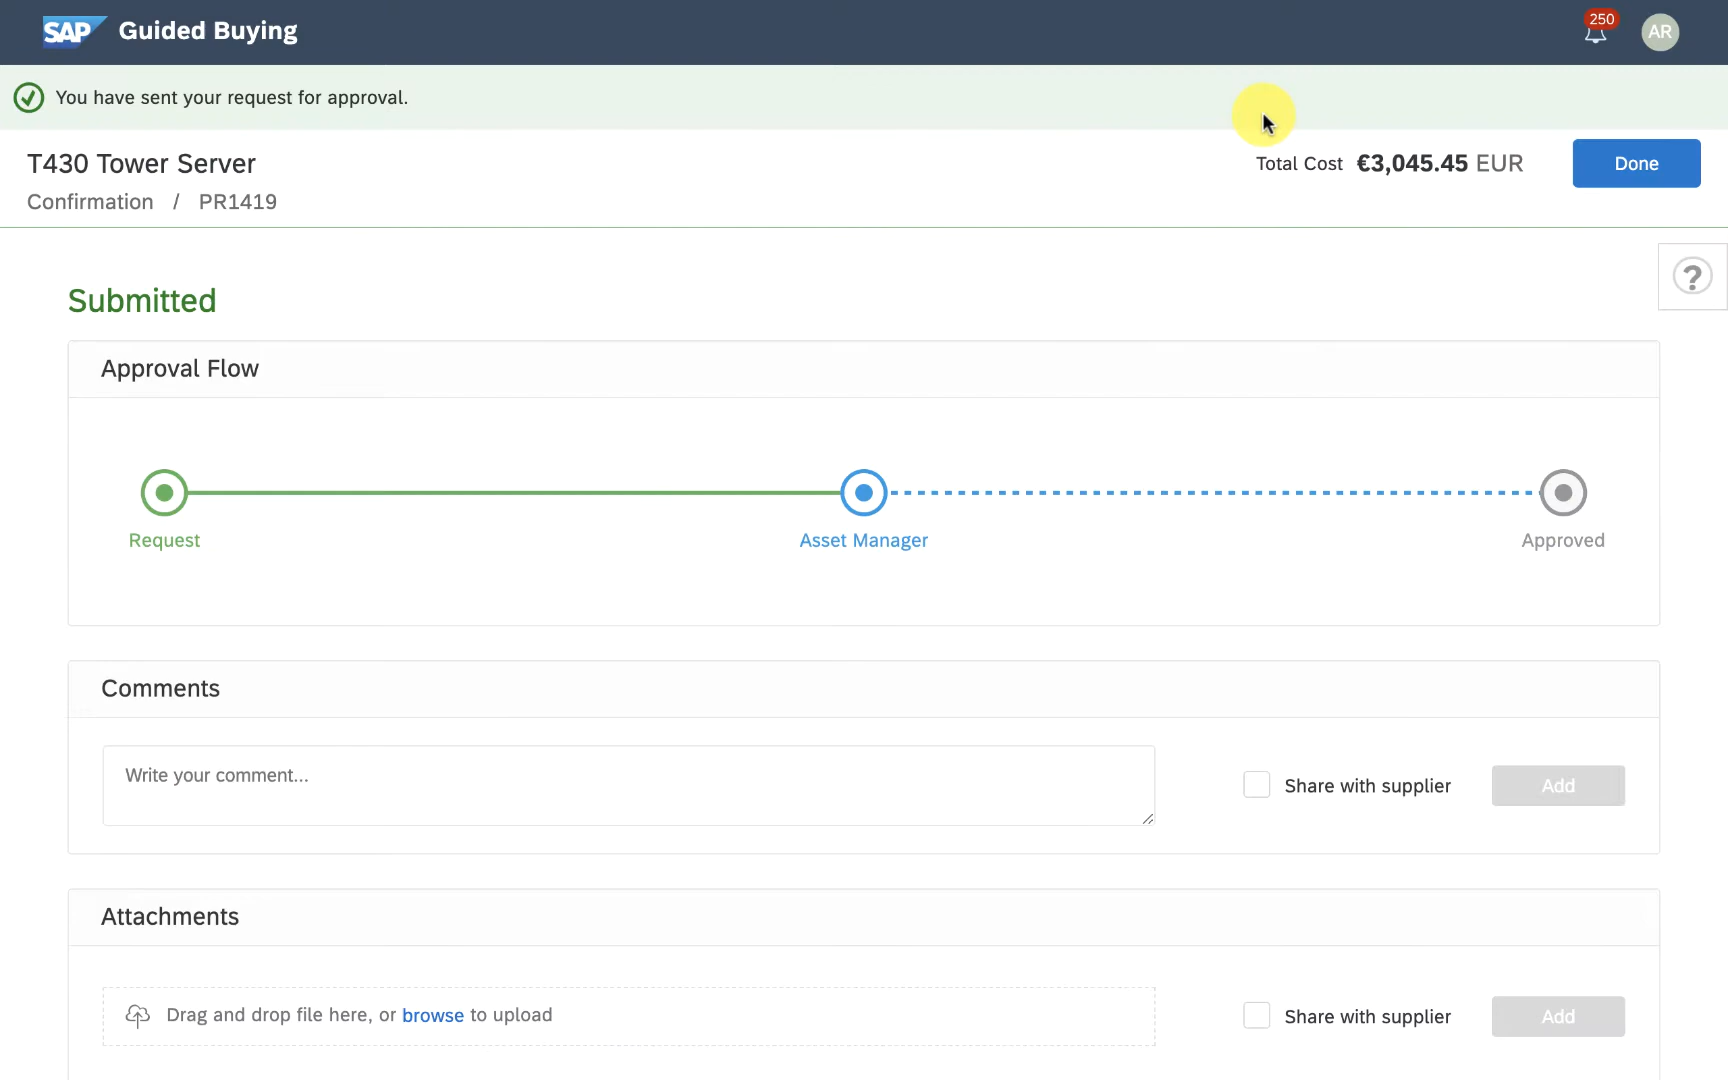 SAP Guided Buying
250
AR
You have sent your request for approval.
T430 Tower Server
Total Cost €3,045.45 EUR
Done
Confirmation / PR1419
?
Submitted
Approval Flow
Request
Asset Manager
Approved
Comments
Write your comment...
Share with supplier
Add
Attachments
Drag and drop file here, or browse to upload
Share with supplier
Add